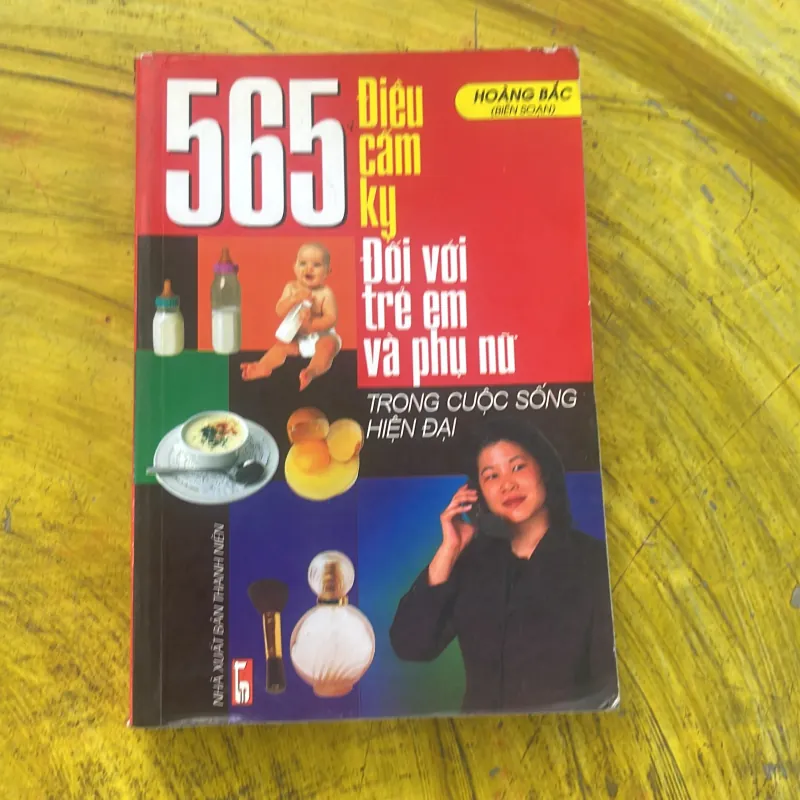 565
Điều
cấm
kỵ
Đối với
trẻ em
và phụ nữ
TRONG CUỘC SỐNG
HIỆN ĐẠI
HOÀNG BẮC
(BIÊN SOẠN)
NHÀ XUẤT BẢN THANH NIÊN